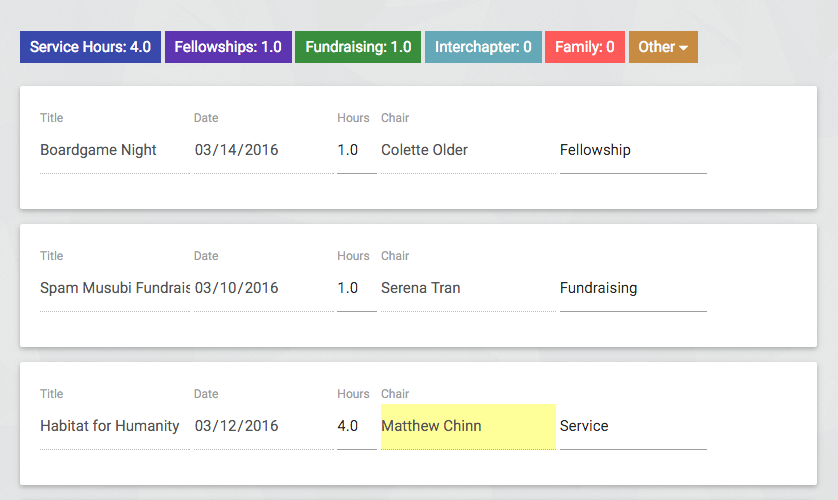 Service Hours: 4.0 Fellowships: 1.0 Fundraising: 1.0 Interchapter: 0 Family: 0 Other
Title Date Hours Chair
Boardgame Night 03/14/2016 1.0 Colette Older Fellowship
Title Date Hours Chair
Spam Musubi Fundrais 03/10/2016 1.0 Serena Tran Fundraising
Title Date Hours Chair
Habitat for Humanity 03/12/2016 4.0 Matthew Chinn Service